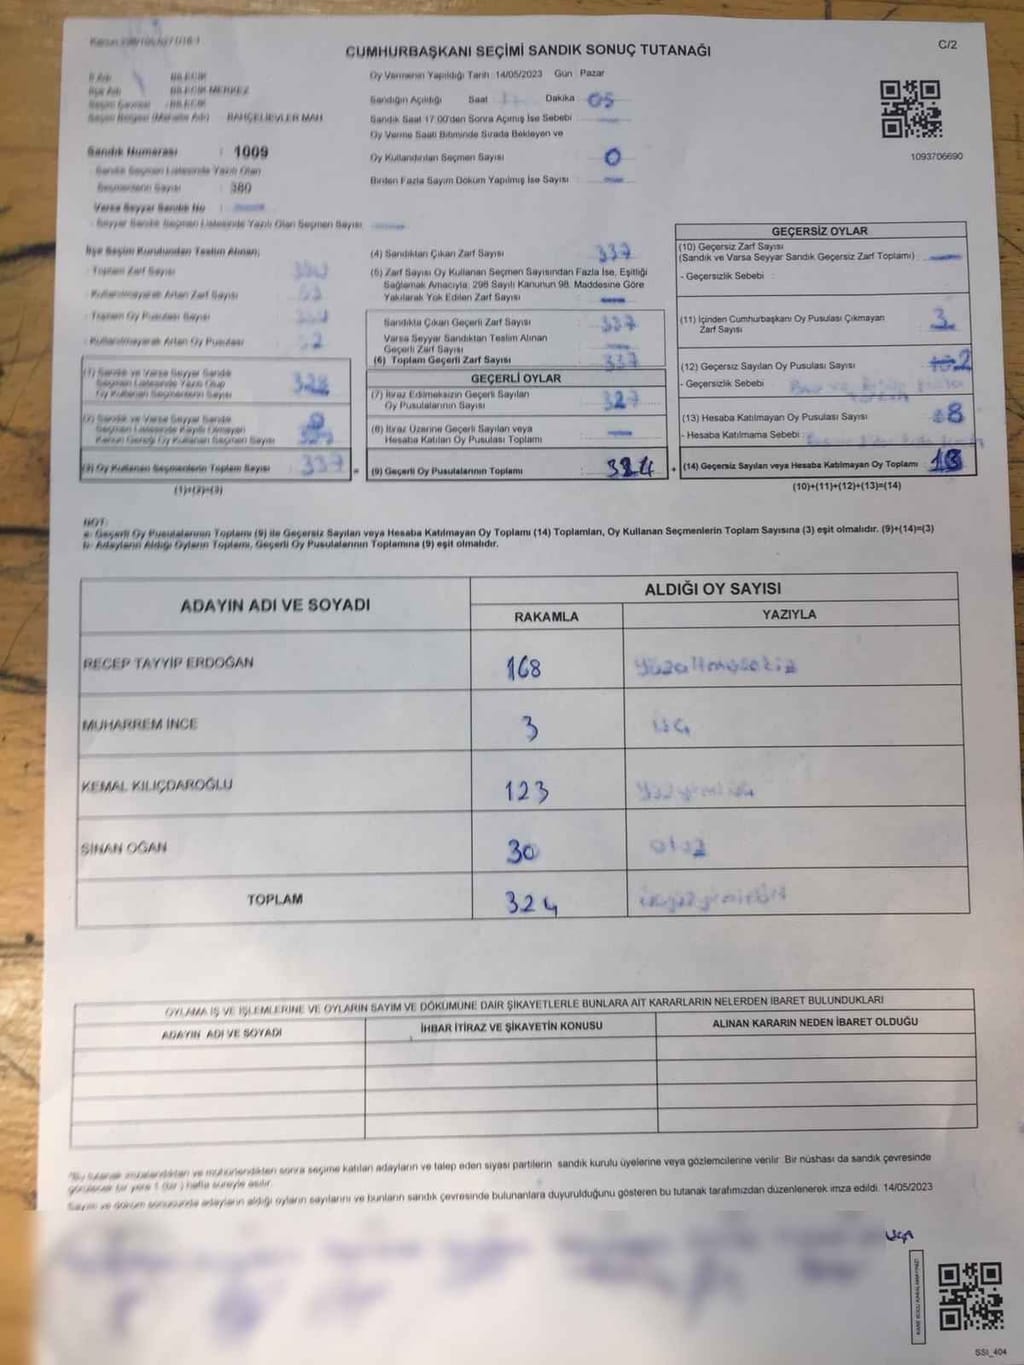 CUMHURBAŞKANI SEÇİMİ SANDIK SONUÇ TUTANAĞI
C/2
İl Adı : BİLECİK
İlçe Adı : BİLECİK MERKEZ
Seçim Çevresi : BİLECİK
Seçim Bölgesi (Mahalle Adı) : BAHÇELİEVLER MAH.
Sandık Numarası : 1009
Sandık Seçmen Listesinde Yazılı Olan
Seçmenlerin Sayısı : 380
Varsa Seyyar Sandık No :
- Seyyar Sandık Seçmen Listesinde Yazılı Olan Seçmen Sayısı
Oy Vermenin Yapıldığı Tarih :14/05/2023 Gün : Pazar
Sandığın Açıldığı Saat Dakika 05
Sandık Saat 17:00'den Sonra Açılmış İse Sebebi :
Oy Verme Saati Bitiminde Sırada Bekleyen ve
Oy Kullandırılan Seçmen Sayısı : 0
Birden Fazla Sayım Döküm Yapılmış İse Sayısı :
1093706690
İlçe Seçim Kurulundan Teslim Alınan;
- Toplam Zarf Sayısı
- Kullanılmayarak Artan Zarf Sayısı
- Toplam Oy Pusulası Sayısı
- Kullanılmayarak Artan Oy Pusulası
(1) Sandık ve Varsa Seyyar Sandık
Seçmen Listesinde Yazılı Olup
Oy Kullanan Seçmenlerin Sayısı 328
(2) Sandık ve Varsa Seyyar Sandık
Seçmen Listesinde Kayıtlı Olmayan
Kanun Gereği Oy Kullanan Seçmen Sayısı
(3) Oy Kullanan Seçmenlerin Toplam Sayısı 337
(1)+(2)=(3)
(4) Sandıktan Çıkan Zarf Sayısı 337
(5) Zarf Sayısı Oy Kullanan Seçmen Sayısından Fazla İse, Eşitliği
Sağlamak Amacıyla, 298 Sayılı Kanunun 98. Maddesine Göre
Yakılarak Yok Edilen Zarf Sayısı
Sandıkta Çıkan Geçerli Zarf Sayısı 337
Varsa Seyyar Sandıktan Teslim Alınan
Geçerli Zarf Sayısı
(6) Toplam Geçerli Zarf Sayısı 337
GEÇERLİ OYLAR
(7) İtiraz Edilmeksizin Geçerli Sayılan
Oy Pusulalarının Sayısı 327
(8) İtiraz Üzerine Geçerli Sayılan veya
Hesaba Katılan Oy Pusulası Toplamı
(9) Geçerli Oy Pusulalarının Toplamı 324
GEÇERSİZ OYLAR
(10) Geçersiz Zarf Sayısı
(Sandık ve Varsa Seyyar Sandık Geçersiz Zarf Toplamı)
- Geçersizlik Sebebi :
(11) İçinden Cumhurbaşkanı Oy Pusulası Çıkmayan
Zarf Sayısı 3
(12) Geçersiz Sayılan Oy Pusulası Sayısı 2
- Geçersizlik Sebebi
(13) Hesaba Katılmayan Oy Pusulası Sayısı 8
- Hesaba Katılmama Sebebi
(14) Geçersiz Sayılan veya Hesaba Katılmayan Oy Toplamı 13
(10)+(11)+(12)+(13)=(14)
NOT:
a- Geçerli Oy Pusulalarının Toplamı (9) ile Geçersiz Sayılan veya Hesaba Katılmayan Oy Toplamı (14) Toplamları, Oy Kullanan Seçmenlerin Toplam Sayısına (3) eşit olmalıdır. (9)+(14)=(3)
b- Adayların Aldığı Oyların Toplamı, Geçerli Oy Pusulalarının Toplamına (9) eşit olmalıdır.
ADAYIN ADI VE SOYADI
ALDIĞI OY SAYISI
RAKAMLA YAZIYLA
RECEP TAYYİP ERDOĞAN 168 yüzaltmışsekiz
MUHARREM İNCE 3 üç
KEMAL KILIÇDAROĞLU 123
SİNAN OĞAN 30 otuz
TOPLAM 324
OYLAMA İŞ VE İŞLEMLERİNE VE OYLARIN SAYIM VE DÖKÜMÜNE DAİR ŞİKAYETLERLE BUNLARA AİT KARARLARIN NELERDEN İBARET BULUNDUKLARI
ADAYIN ADI VE SOYADI İHBAR İTİRAZ VE ŞİKAYETİN KONUSU ALINAN KARARIN NEDEN İBARET OLDUĞU
*Bu tutanak imzalandıktan ve mühürlendikten sonra seçime katılan adayların ve talep eden siyasi partilerin sandık kurulu üyelerine veya gözlemcilerine verilir. Bir nüshası da sandık çevresinde
görülecek bir yere 1 (bir) hafta süreyle asılır.
Sayım ve döküm sonucunda adayların aldığı oyların sayılarını ve bunların sandık çevresinde bulunanlara duyurulduğunu gösteren bu tutanak tarafımızdan düzenlenerek imza edildi. 14/05/2023
SSI_404